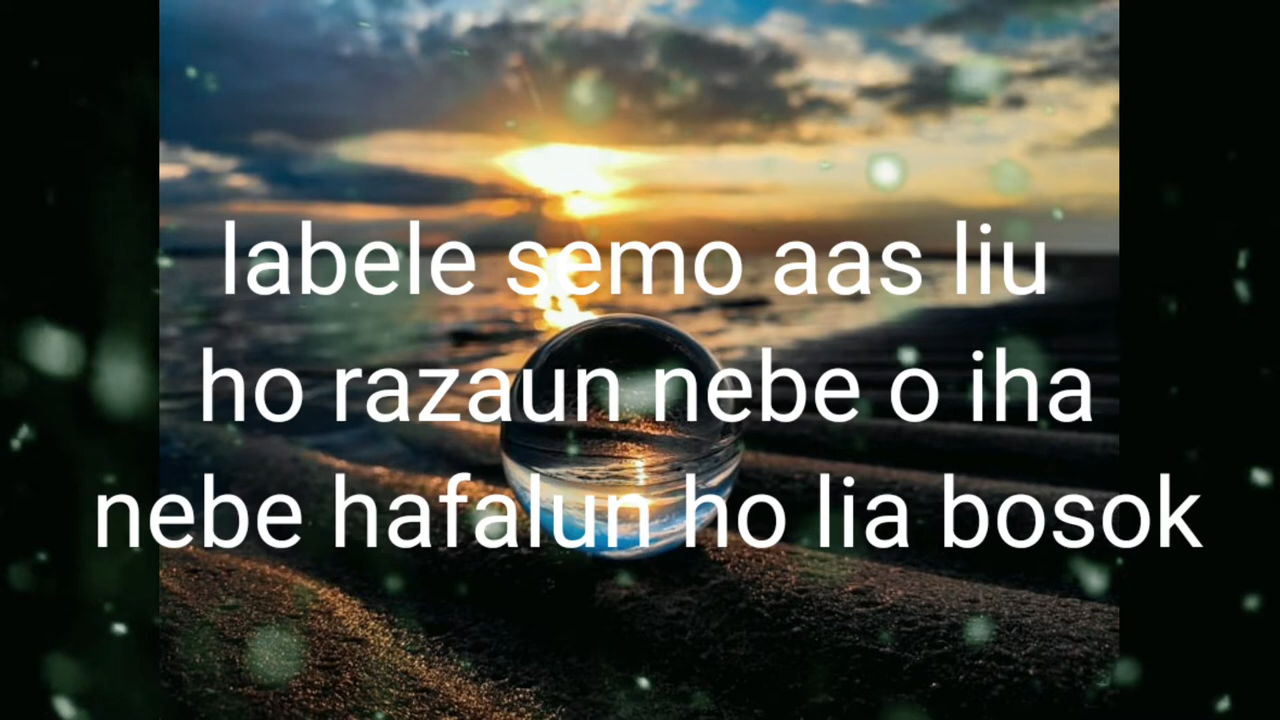 labele semo aas liu
ho razaun nebe o iha
nebe hafalun ho lia bosok